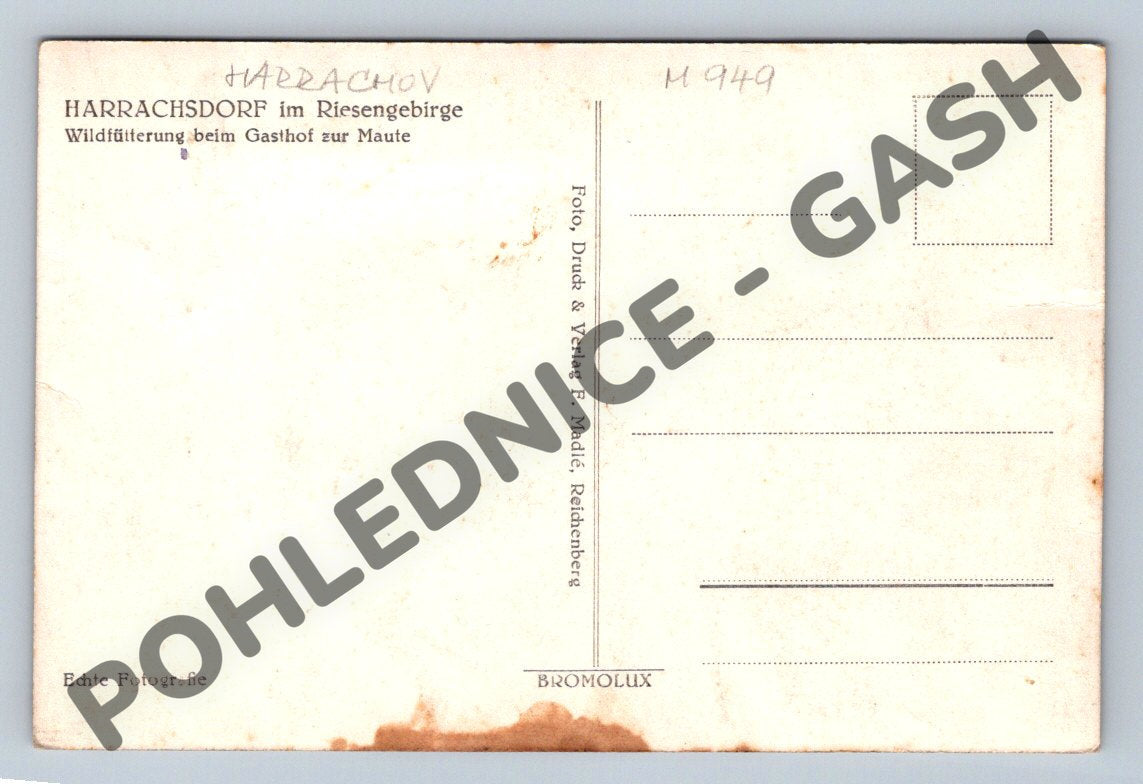 HARRACHOV
M 949
HARRACHSDORF im Riesengebirge
Wildfütterung beim Gasthof zur Maute
Foto, Druck & Verlag F. Madlé, Reichenberg
Echte Fotografie
BROMOLUX
POHLEDNICE - GASH